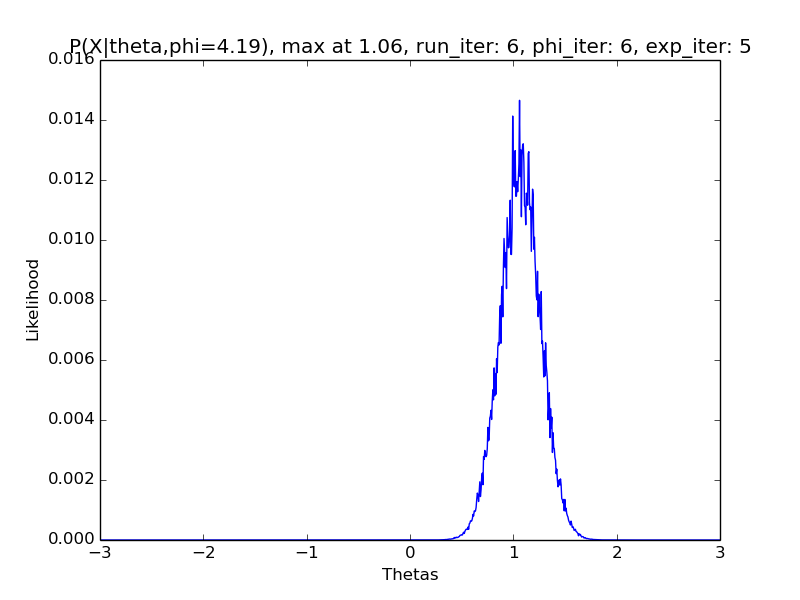 P(X|theta,phi=4.19), max at 1.06, run_iter: 6, phi_iter: 6, exp_iter: 5
0.016
0.014
0.012
0.010
0.008
0.006
0.004
0.002
0.000
Likelihood
−3 −2 −1 0 1 2 3
Thetas